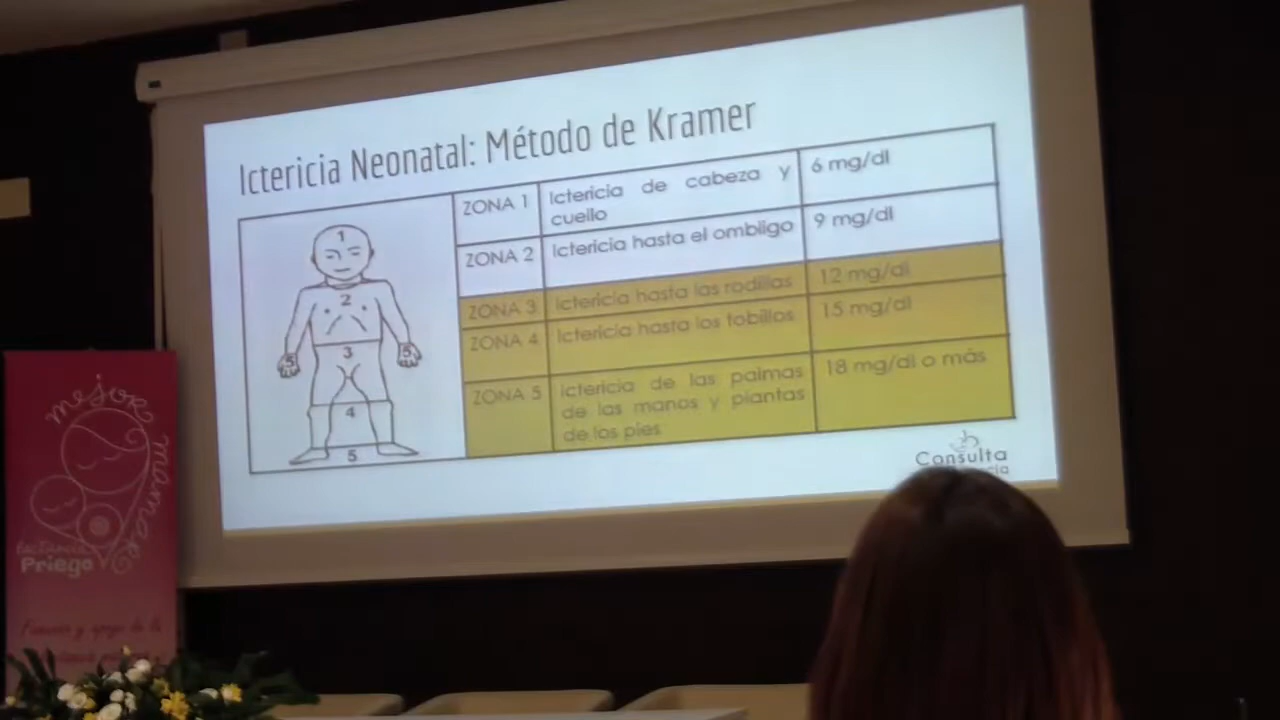 Ictericia Neonatal: Método de Kramer
1
2
3
4
5
5
5
ZONA 1
Ictericia de cabeza y
cuello
6 mg/dl
ZONA 2
Ictericia hasta el ombligo
9 mg/dl
ZONA 3
Ictericia hasta las rodillas
12 mg/dl
ZONA 4
Ictericia hasta los tobillos
15 mg/dl
ZONA 5
Ictericia de las palmas
de las manos y plantas
de los pies
18 mg/dl o más
Consulta
mejor
mamar
lactancia
Priego